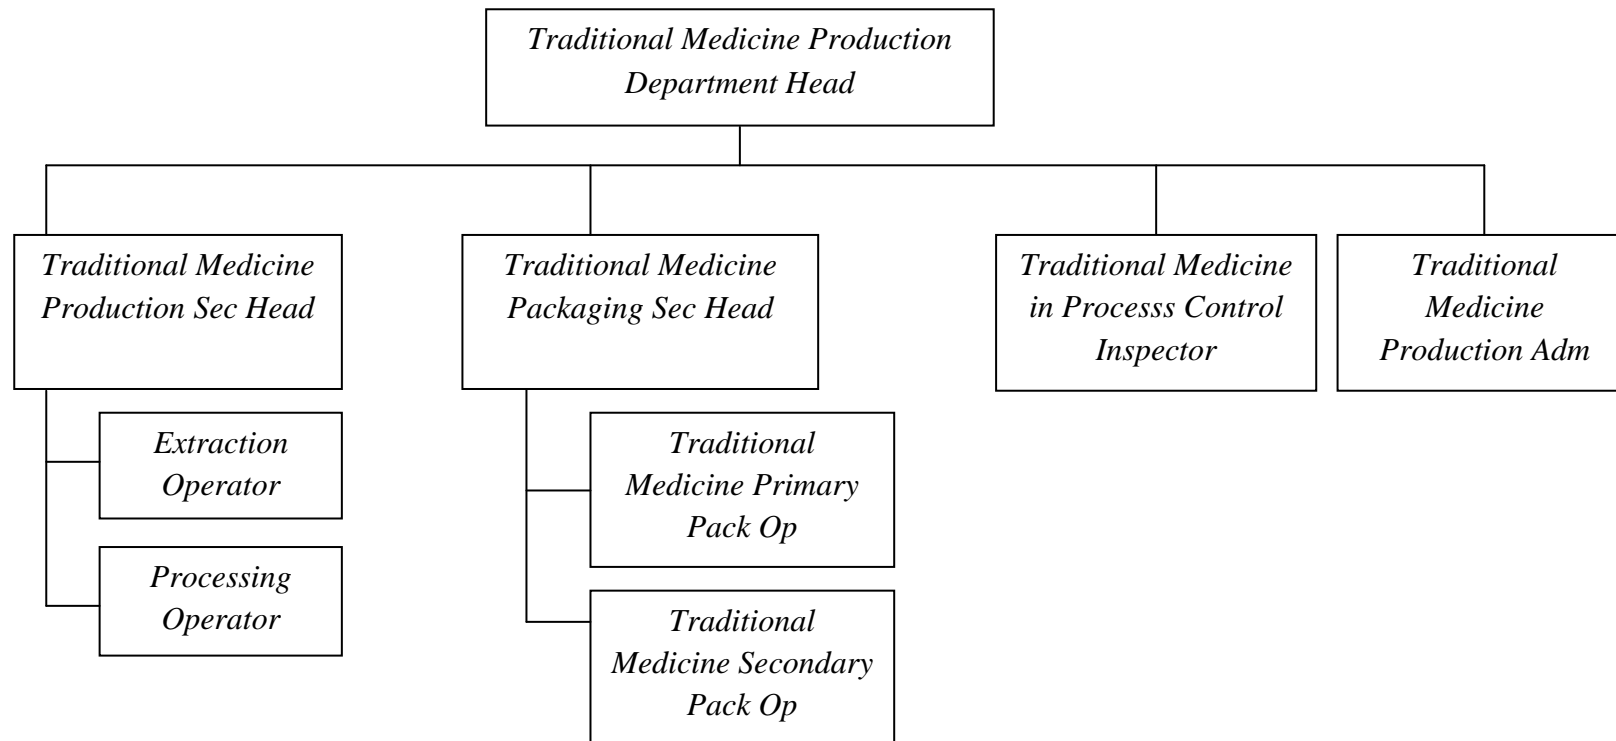 Traditional Medicine Production
Department Head
Traditional Medicine
Production Sec Head
Traditional Medicine
Packaging Sec Head
Traditional Medicine
in Processs Control
Inspector
Traditional
Medicine
Production Adm
Extraction
Operator
Processing
Operator
Traditional
Medicine Primary
Pack Op
Traditional
Medicine Secondary
Pack Op